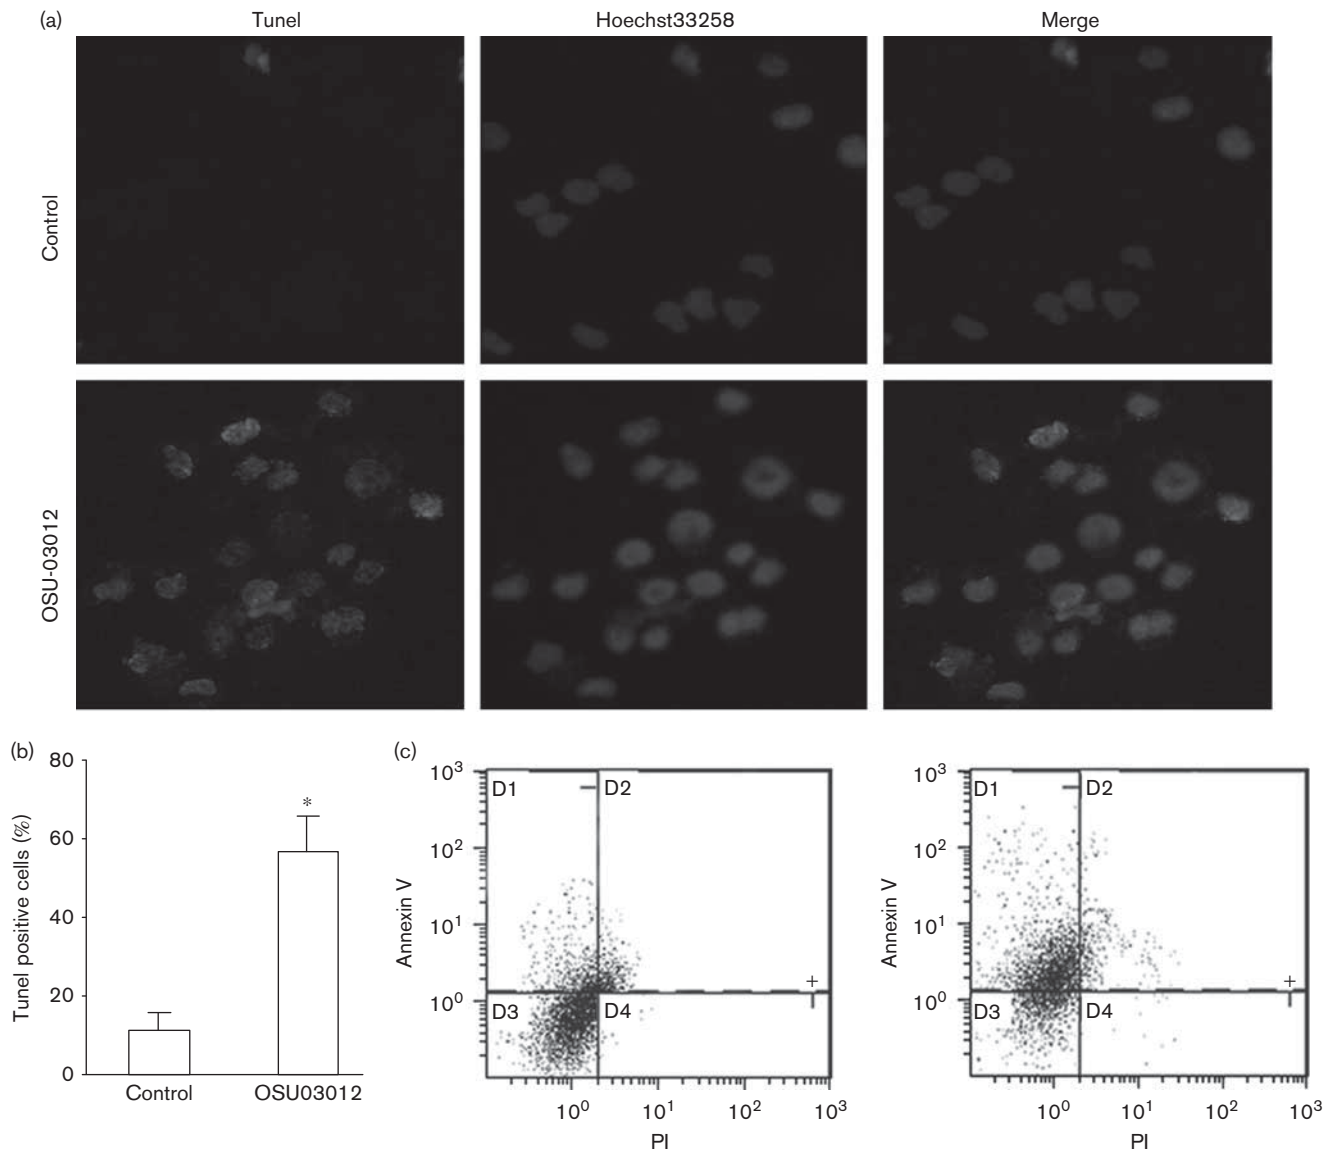 (a) Tunel Hoechst33258 Merge
Control
OSU-03012
(b)
80
60
40
20
0
Tunel positive cells (%)
*
Control OSU03012
(c)
10³
10²
10¹
10⁰
Annexin V
D1 D2
+
D3 D4
10⁰ 10¹ 10² 10³
PI
10³
10²
10¹
10⁰
Annexin V
D1 D2
+
D3 D4
10⁰ 10¹ 10² 10³
PI